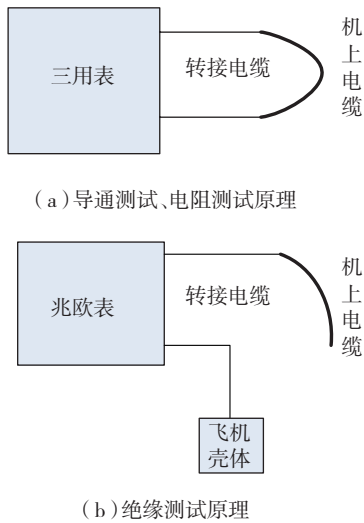 三用表
转接电缆
机上电缆
(a)导通测试、电阻测试原理
兆欧表
转接电缆
机上电缆
飞机
壳体
(b)绝缘测试原理